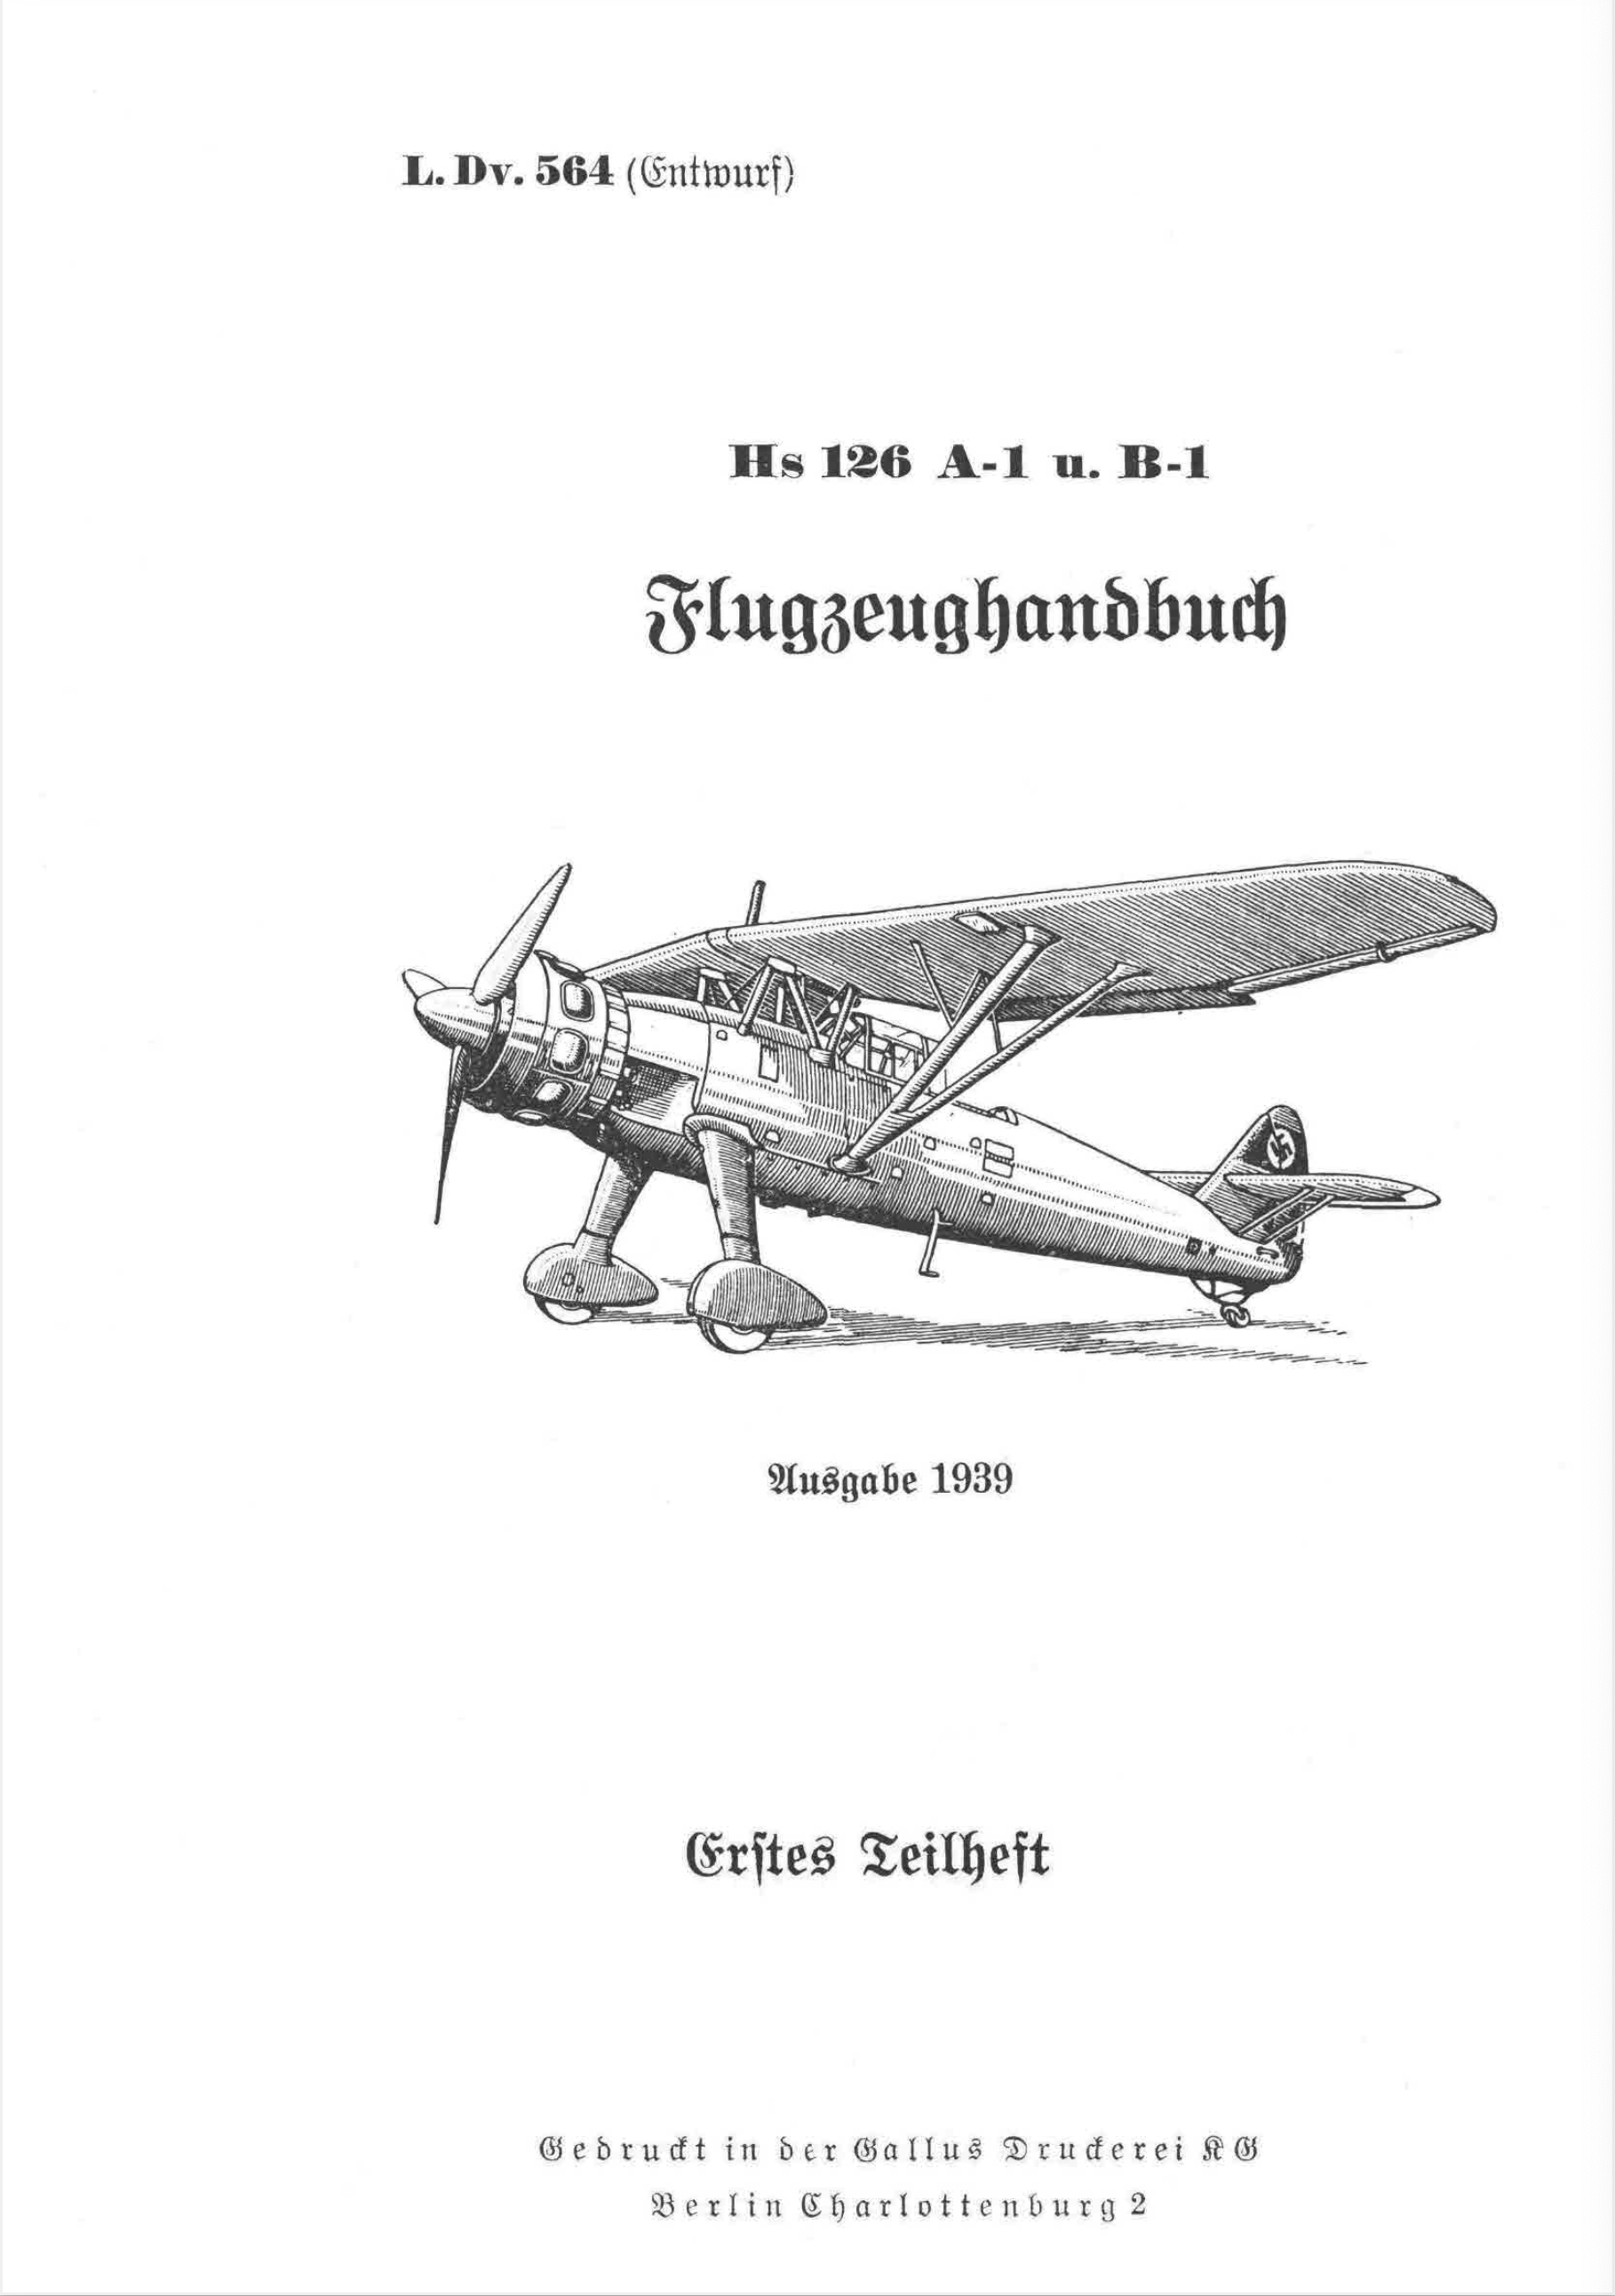 L. Dv. 564 (Entwurf)
Hs 126 A-1 u. B-1
Flugzeughandbuch
Ausgabe 1939
Erſtes Teilheft
Gedruckt in der Gallus Druckerei KG
Berlin Charlottenburg 2